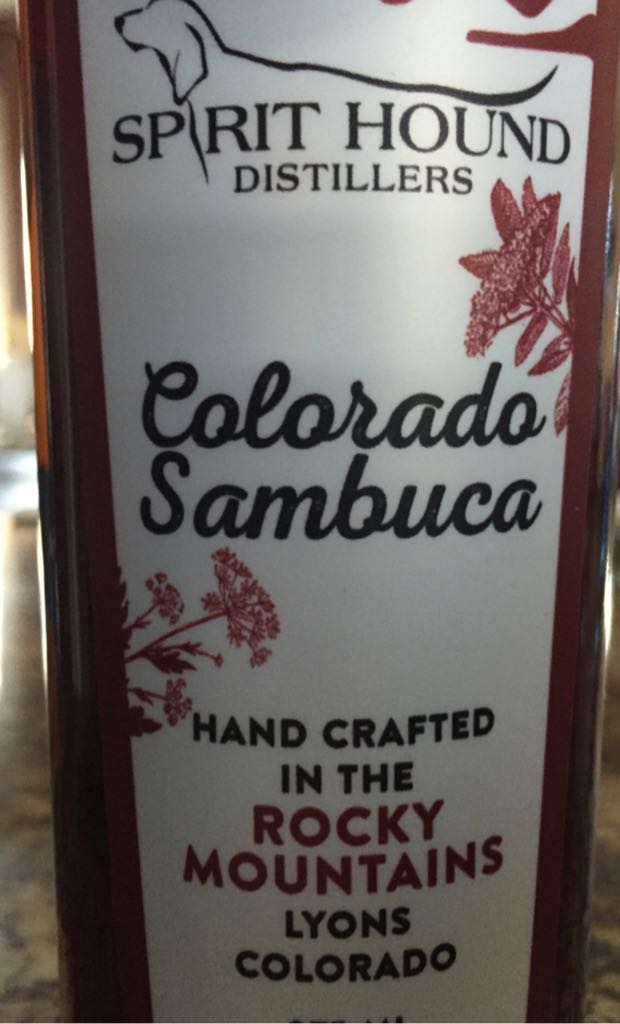 SPIRIT HOUND
DISTILLERS
Colorado
Sambuca
HAND CRAFTED
IN THE
ROCKY
MOUNTAINS
LYONS
COLORADO